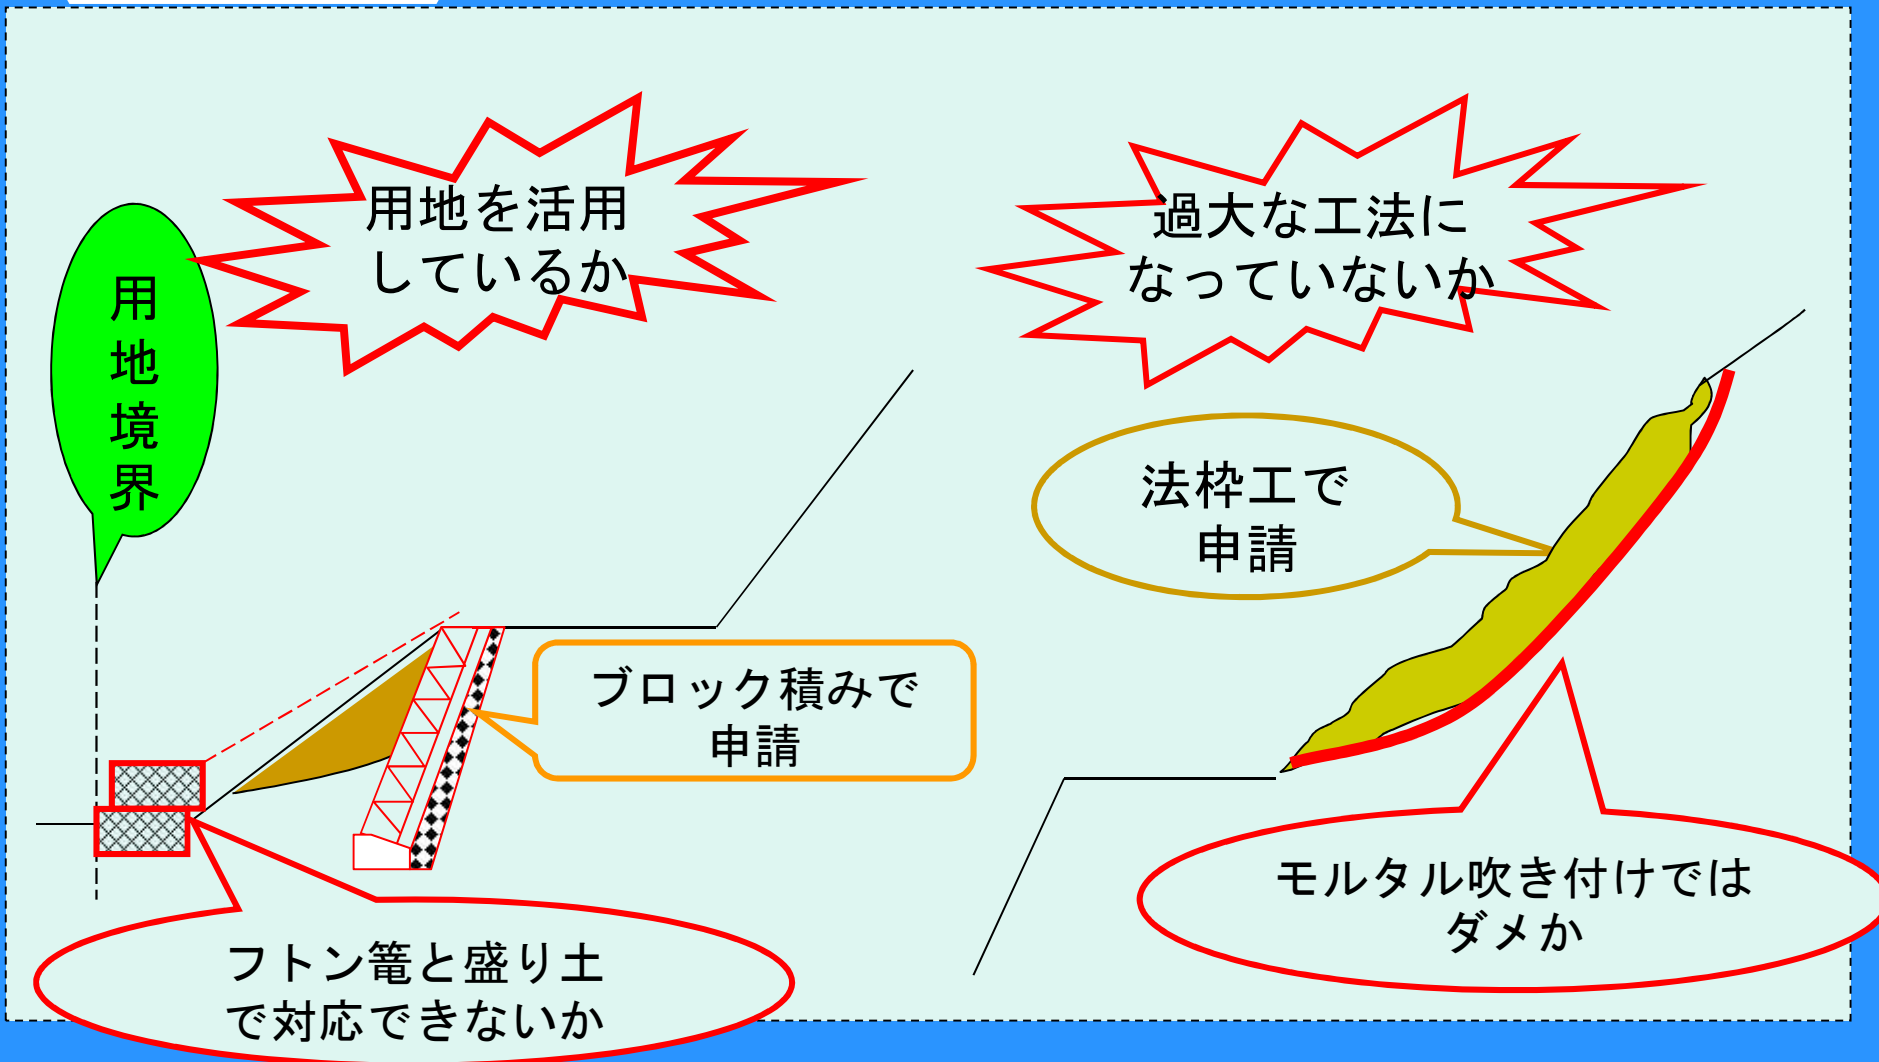 用地を活用
しているか
過大な工法に
なっていないか
用
地
境
界
法枠工で
申請
ブロック積みで
申請
モルタル吹き付けでは
ダメか
フトン篭と盛り土
で対応できないか